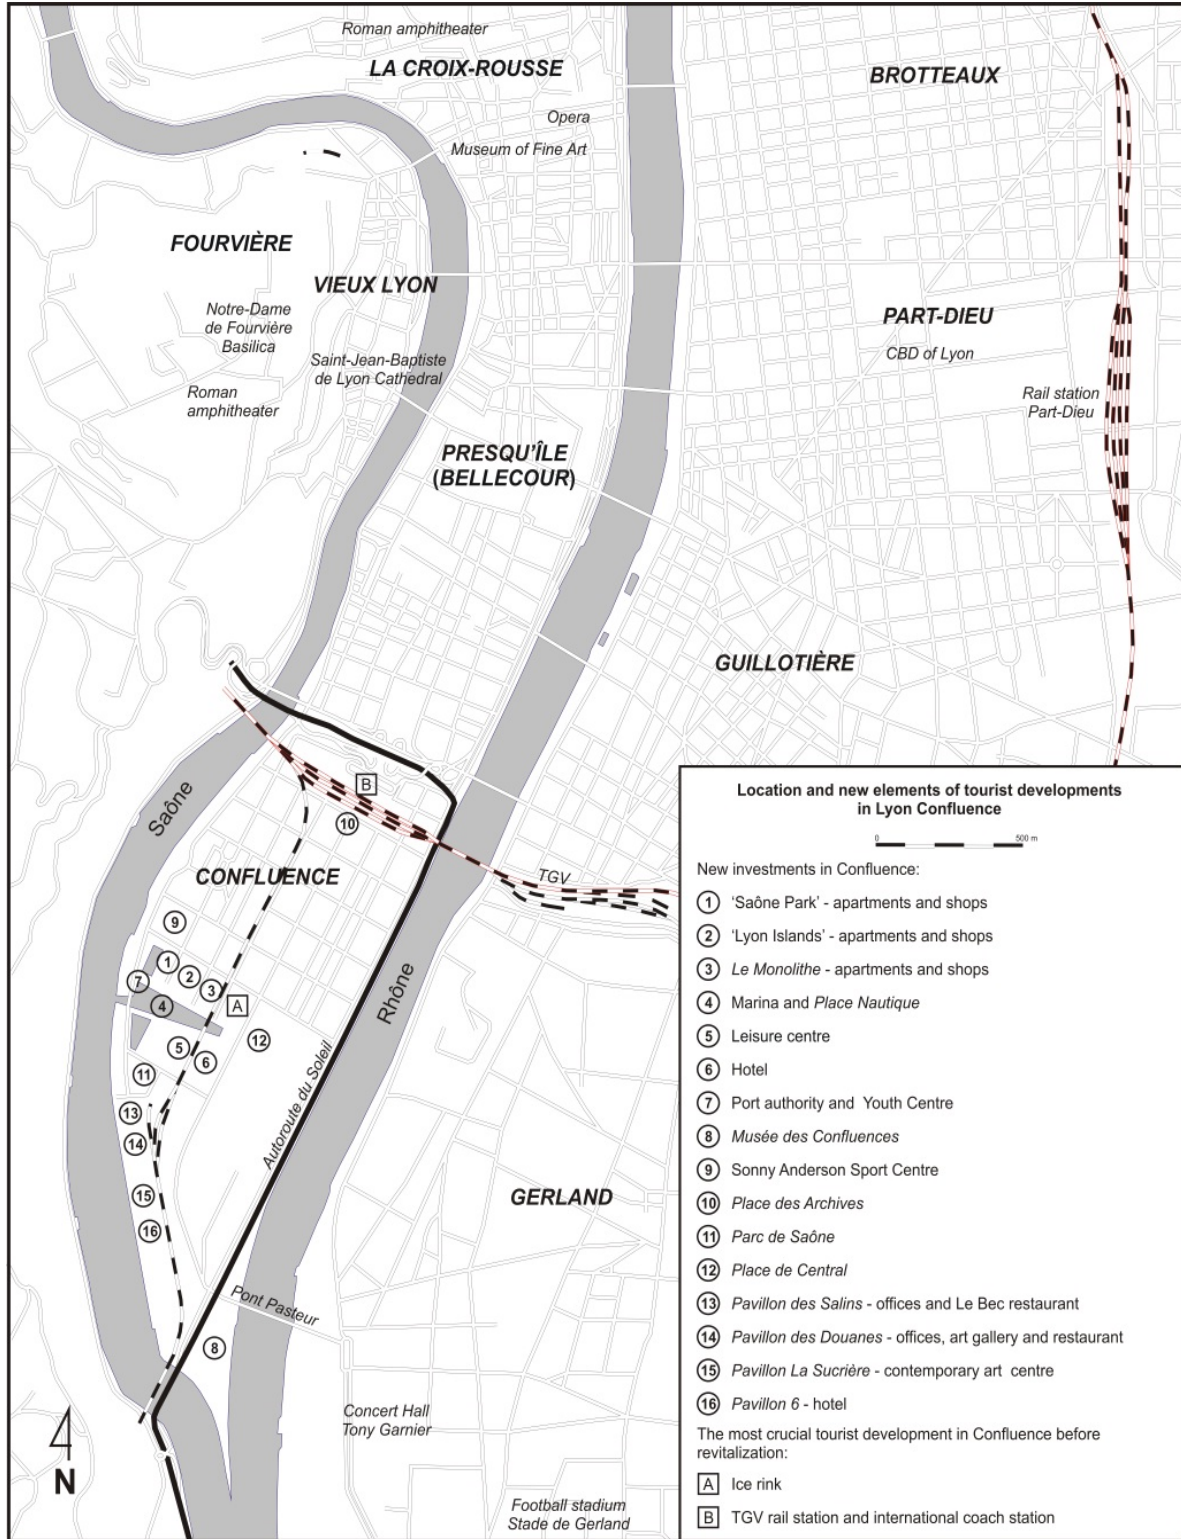 Roman amphitheater
LA CROIX-ROUSSE
BROTTEAUX
Opera
Museum of Fine Art
FOURVIÈRE
VIEUX LYON
Notre-Dame
de Fourvière
Basilica
PART-DIEU
CBD of Lyon
Saint-Jean-Baptiste
de Lyon Cathedral
Roman
amphitheater
Rail station
Part-Dieu
PRESQU'ÎLE
(BELLECOUR)
GUILLOTIÈRE
Saône
B
10
CONFLUENCE
TGV
9
1
2
7
3
4
A
Rhône
12
5
6
11
Autoroute du Soleil
13
14
15
16
GERLAND
Pont Pasteur
8
Concert Hall
Tony Garnier
N
Football stadium
Stade de Gerland
Location and new elements of tourist developments
in Lyon Confluence
0 500 m
New investments in Confluence:
1 'Saône Park' - apartments and shops
2 'Lyon Islands' - apartments and shops
3 Le Monolithe - apartments and shops
4 Marina and Place Nautique
5 Leisure centre
6 Hotel
7 Port authority and Youth Centre
8 Musée des Confluences
9 Sonny Anderson Sport Centre
10 Place des Archives
11 Parc de Saône
12 Place de Central
13 Pavillon des Salins - offices and Le Bec restaurant
14 Pavillon des Douanes - offices, art gallery and restaurant
15 Pavillon La Sucrière - contemporary art centre
16 Pavillon 6 - hotel
The most crucial tourist development in Confluence before
revitalization:
A Ice rink
B TGV rail station and international coach station